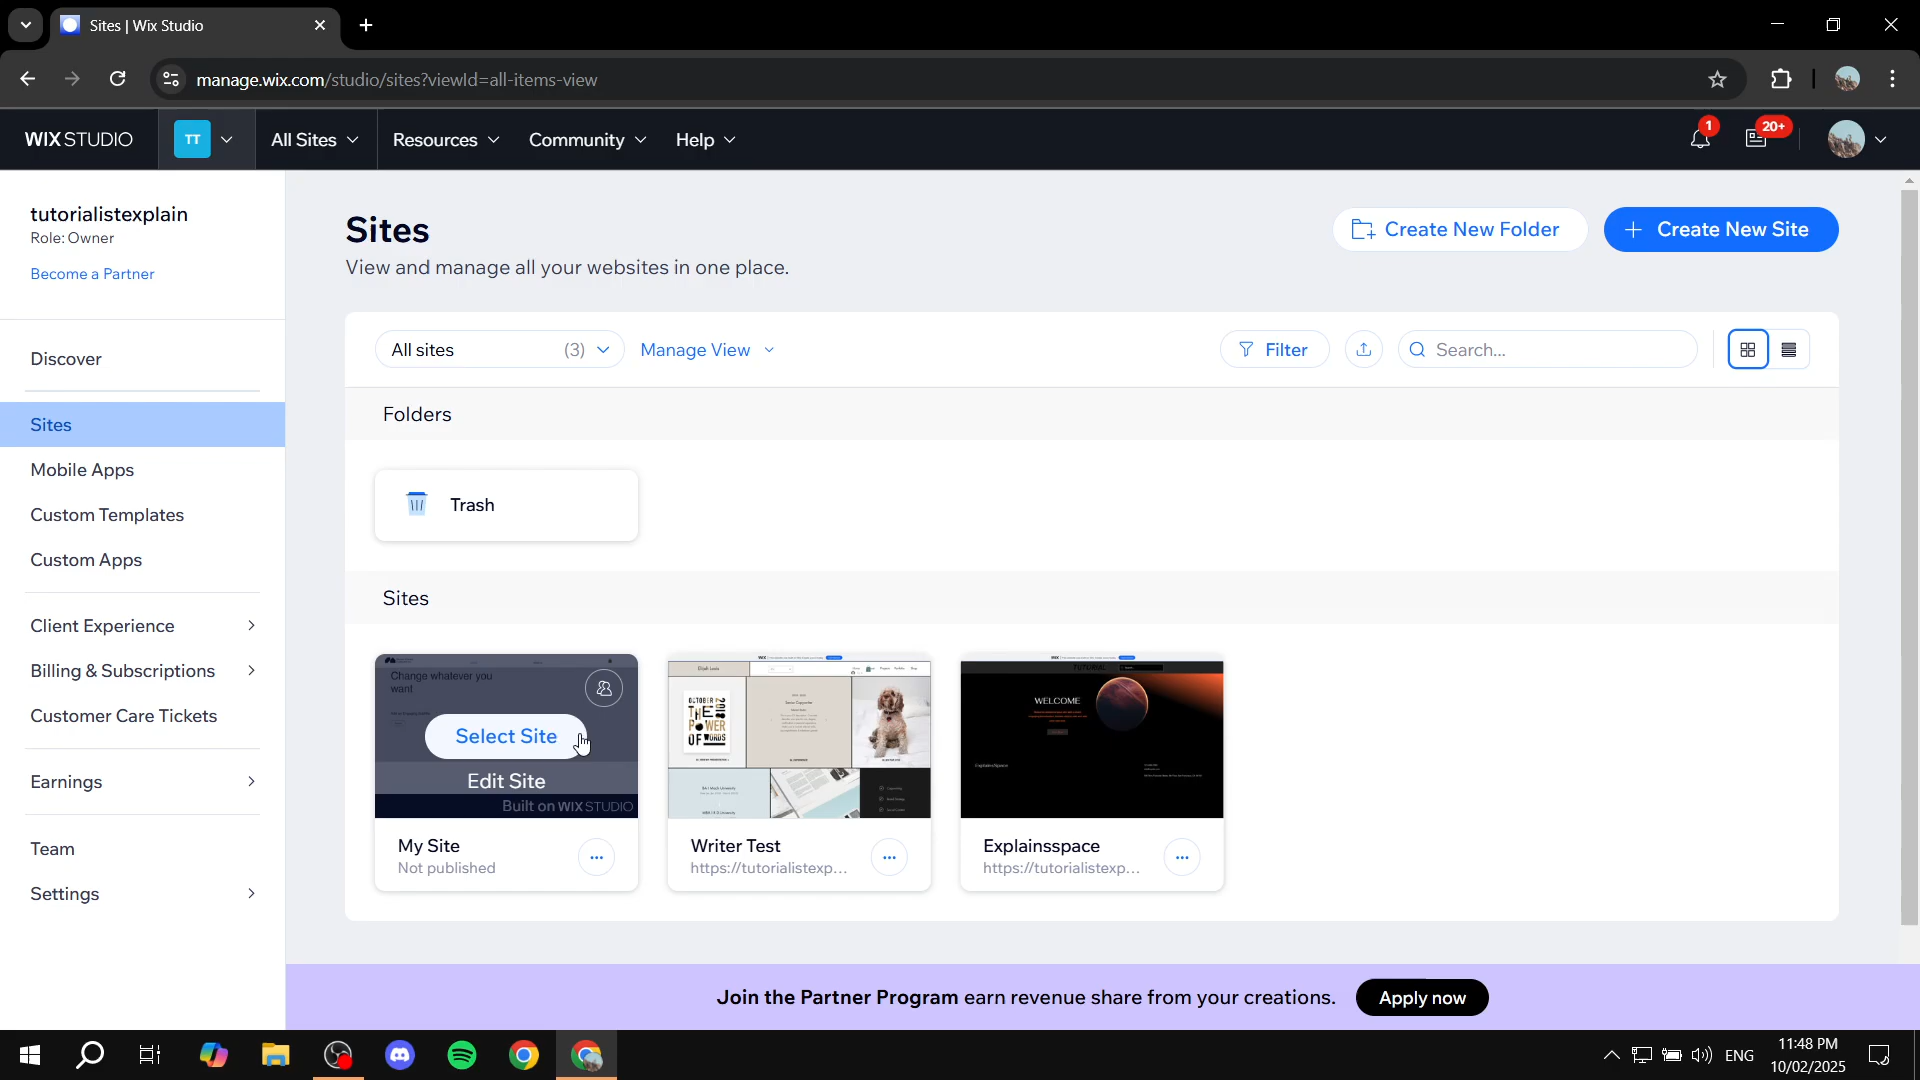 Sites | Wix Studio
manage.wix.com/studio/sites?viewId=all-items-view
WIX STUDIO
TT
All Sites
Resources
Community
Help
1
20+
tutorialistexplain
Role: Owner
Become a Partner
Discover
Sites
Mobile Apps
Custom Templates
Custom Apps
Client Experience
Billing & Subscriptions
Customer Care Tickets
Earnings
Team
Settings
Sites
View and manage all your websites in one place.
Create New Folder
+ Create New Site
All sites (3)
Manage View
Filter
Search...
Folders
Trash
Sites
Change whatever you
want
Select Site
Edit Site
Built on WIX STUDIO
My Site
Not published
OCTOBER
THE
POWER
OF WORDS
Writer Test
https://tutorialistexp...
TUTORIAL
WELCOME
Explainsspace
https://tutorialistexp...
Join the Partner Program earn revenue share from your creations.
Apply now
ENG
11:48 PM
10/02/2025